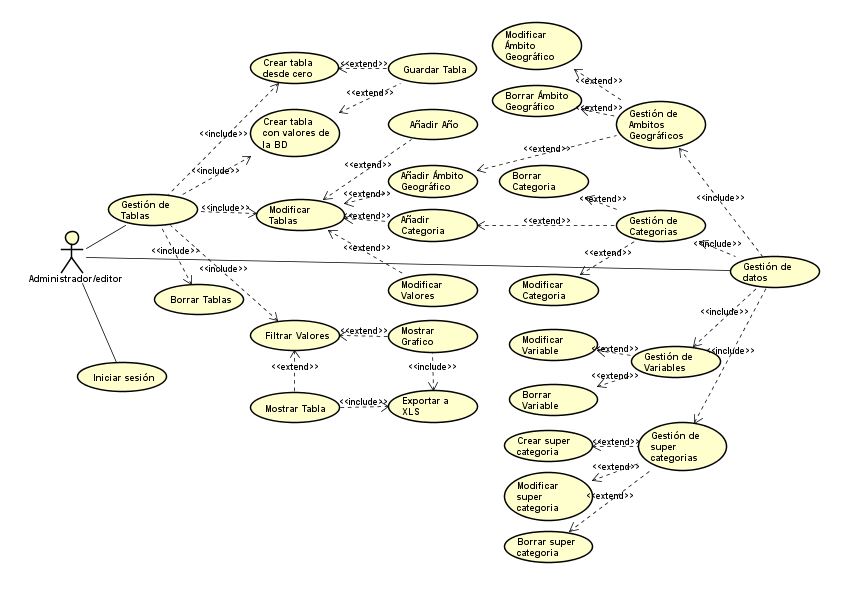 Modificar
Ámbito
Geográfico
Crear tabla
desde cero
<<extend>>
Guardar Tabla
<<extend>>
Borrar Ámbito
Geográfico
<<extend>>
<<extend>>
Gestión de
Ambitos
Geográficos
Crear tabla
con valores de
la BD
Añadir Año
<<include>>
<<extend>>
<<extend>>
<<include>>
Añadir Ámbito
Geográfico
Borrar
Categoria
<<extend>>
<<extend>>
<<include>>
Gestión de
Tablas
<<include>>
Modificar
Tablas
<<extend>>
Añadir
Categoria
<<extend>>
Gestión de
Categorias
<<include>>
<<include>>
<<extend>>
<<extend>>
Administrador/editor
<<include>>
Gestión de
datos
Borrar Tablas
Modificar
Valores
Modificar
Categoria
<<include>>
Filtrar Valores
<<extend>>
Mostrar
Grafico
Modificar
Variable
<<extend>>
<<include>>
Gestión de
Variables
<<extend>>
<<include>>
<<extend>>
Iniciar sesión
Mostrar Tabla
<<include>>
Exportar a
XLS
Borrar
Variable
Crear super
categoria
<<extend>>
Gestión de
super
categorias
<<extend>>
Modificar
super
categoria
<<extend>>
Borrar super
categoria